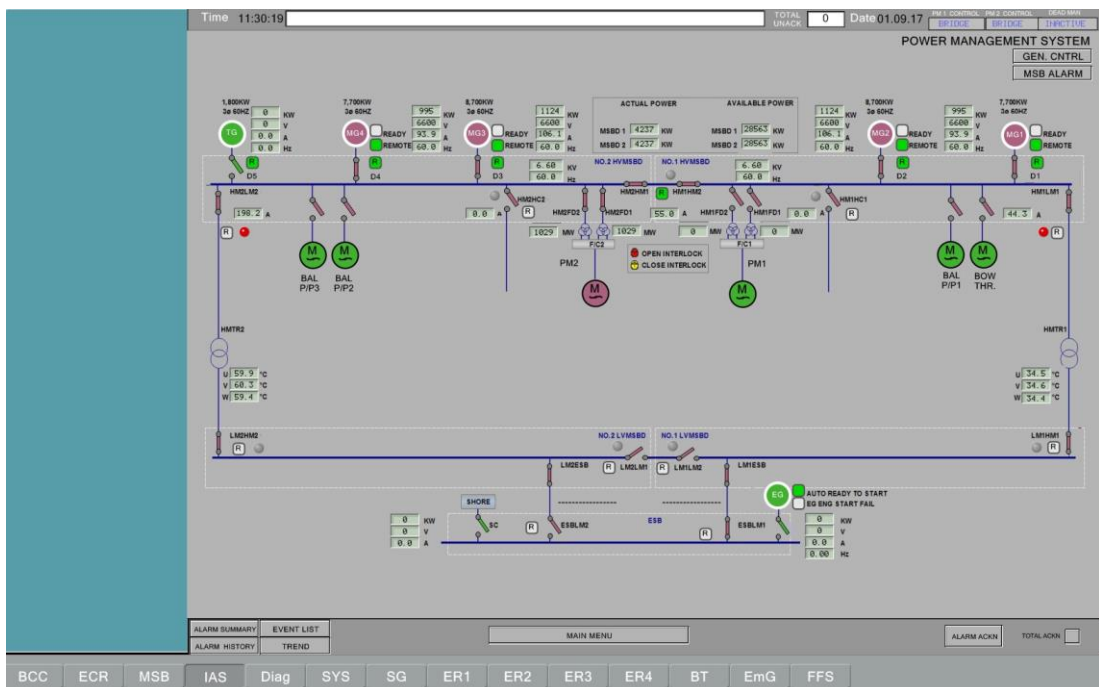 Time 11:30:19 TOTAL UNACK 0 Date 01.09.17 PM 1 CONTROL BRIDGE PM 2 CONTROL BRIDGE DEAD MAN INACTIVE
POWER MANAGEMENT SYSTEM
GEN. CNTRL
MSB ALARM
1,800KW 3ø 60HZ TG 0 KW 0 V 0.0 A 0.0 Hz R D5
7,700KW 3ø 60HZ MG4 995 KW 6600 V 93.9 A 60.0 Hz READY REMOTE R D4
8,700KW 3ø 60HZ MG3 1124 KW 6600 V 106.1 A 60.0 Hz READY REMOTE R D3
ACTUAL POWER AVAILABLE POWER
MSBD 1 4237 KW MSBD 1 28563 KW
MSBD 2 4237 KW MSBD 2 28563 KW
8,700KW 3ø 60HZ MG2 1124 KW 6600 V 106.1 A 60.0 Hz READY REMOTE R D2
7,700KW 3ø 60HZ MG1 995 KW 6600 V 93.9 A 60.0 Hz READY REMOTE R D1
6.60 KV NO.2 HVMSBD NO.1 HVMSBD 6.60 KV
60.0 Hz 60.0 Hz
HM2LM2 HM2HC2 HM2HM1 R HM1HM2 HM1HC1 HM1LM1
198.2 A 0.0 A R HM2FD2 HM2FD1 55.0 A HM1FD2 HM1FD1 0.0 A R 44.3 A
R 1029 MW 1029 MW 0 MW 0 MW R
F/C2 F/C1
OPEN INTERLOCK
CLOSE INTERLOCK
M M M M
BAL P/P3 BAL P/P2 PM2 PM1 BAL P/P1 BOW THR.
M M
HMTR2 HMTR1
U 59.9 °C U 34.5 °C
V 60.3 °C V 34.6 °C
W 59.4 °C W 34.4 °C
LM2HM2 NO.2 LVMSBD NO.1 LVMSBD LM1HM1
R R
LM2ESB R LM2LM1 R LM1LM2 LM1ESB
SHORE EG AUTO READY TO START
EG ENG START FAIL
0 KW SC R ESBLM2 ESB R ESBLM1 0 KW
0 V 0 V
0.0 A 0.0 A
0.00 Hz
ALARM SUMMARY EVENT LIST MAIN MENU ALARM ACKN TOTAL ACKN
ALARM HISTORY TREND
BCC ECR MSB IAS Diag SYS SG ER1 ER2 ER3 ER4 BT EmG FFS